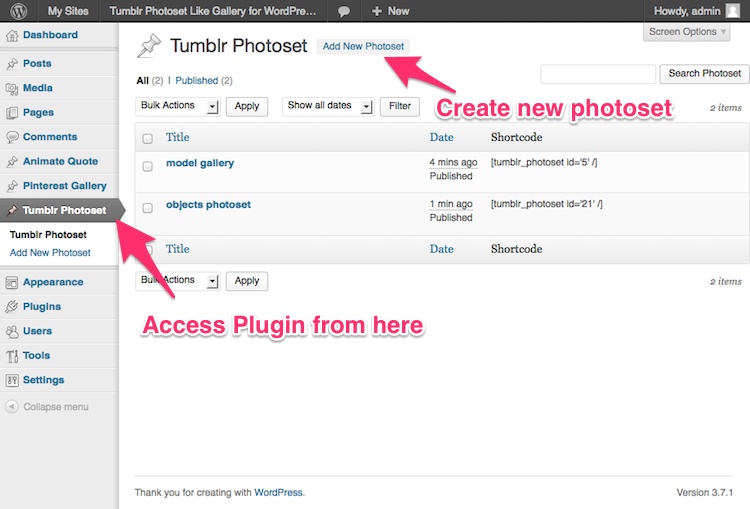 My Sites Tumblr Photoset Like Gallery for WordPre... New Howdy, admin
Dashboard
Posts
Media
Pages
Comments
Animate Quote
Pinterest Gallery
Tumblr Photoset
Tumblr Photoset
Add New Photoset
Appearance
Plugins
Users
Tools
Settings
Collapse menu
Screen Options
Tumblr Photoset Add New Photoset
All (2) | Published (2)
Search Photoset
Bulk Actions Apply Show all dates Filter
Create new photoset
2 items
Title Date Shortcode
model gallery 4 mins ago [tumblr_photoset id='5' /]
Published
objects photoset 1 min ago [tumblr_photoset id='21' /]
Published
Title Date Shortcode
Bulk Actions Apply 2 items
Access Plugin from here
Thank you for creating with WordPress. Version 3.7.1